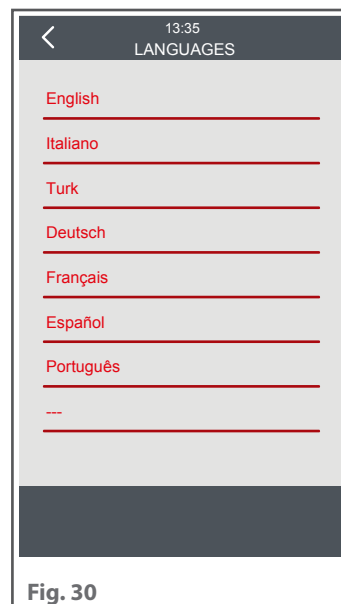 13:35
LANGUAGES
English
Italiano
Turk
Deutsch
Français
Español
Português
---
Fig. 30